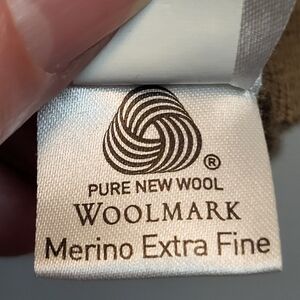 ®
PURE NEW WOOL
WOOLMARK
Merino Extra Fine